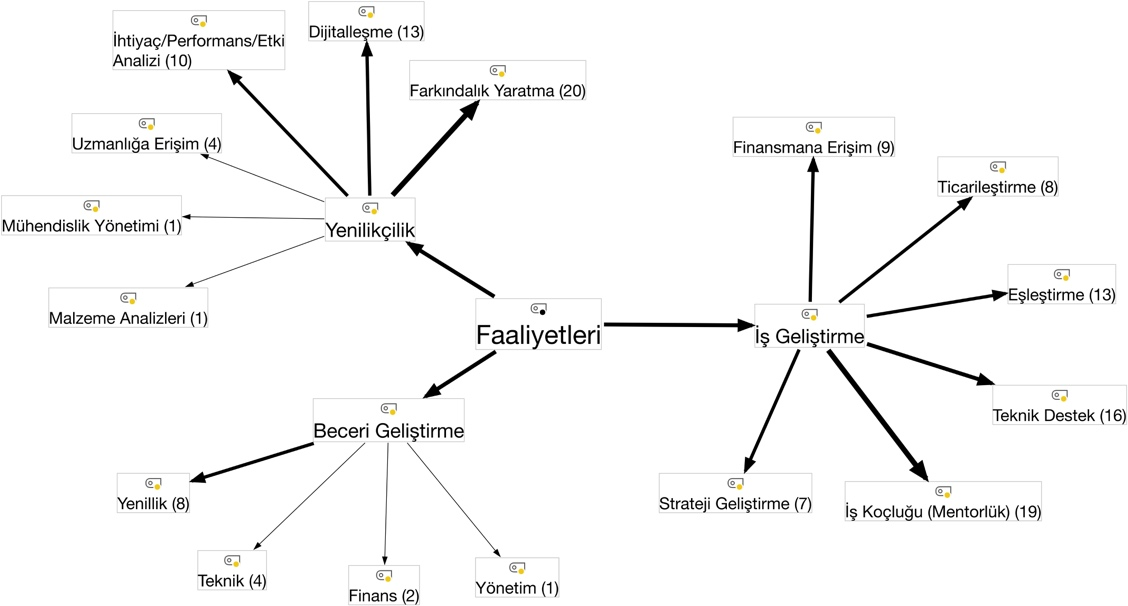 İhtiyaç/Performans/Etki
Analizi (10)
Dijitalleşme (13)
Farkındalık Yaratma (20)
Uzmanlığa Erişim (4)
Mühendislik Yönetimi (1)
Yenilikçilik
Malzeme Analizleri (1)
Finansmana Erişim (9)
Ticarileştirme (8)
Eşleştirme (13)
Faaliyetleri
İş Geliştirme
Teknik Destek (16)
Beceri Geliştirme
Yenillik (8)
Strateji Geliştirme (7)
İş Koçluğu (Mentorlük) (19)
Teknik (4)
Finans (2)
Yönetim (1)